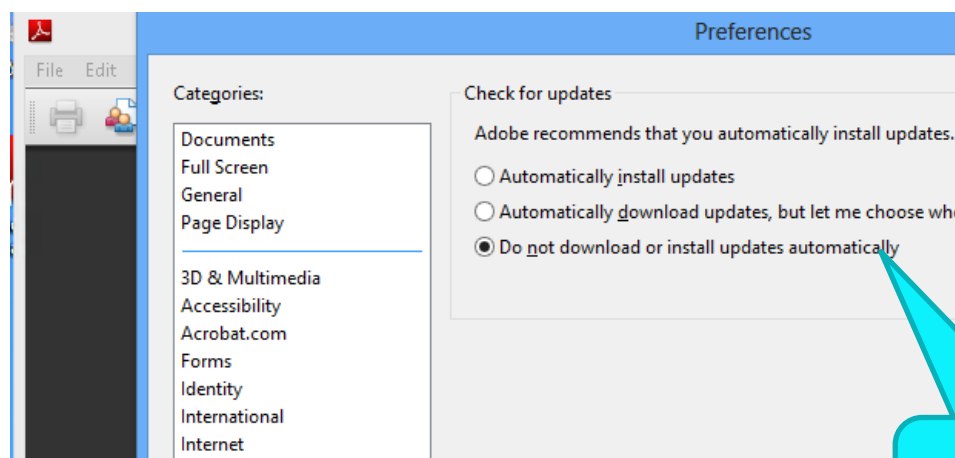 Preferences
File Edit
Categories:
Documents
Full Screen
General
Page Display
3D & Multimedia
Accessibility
Acrobat.com
Forms
Identity
International
Internet
Check for updates
Adobe recommends that you automatically install updates.
Automatically install updates
Automatically download updates, but let me choose
Do not download or install updates automatically